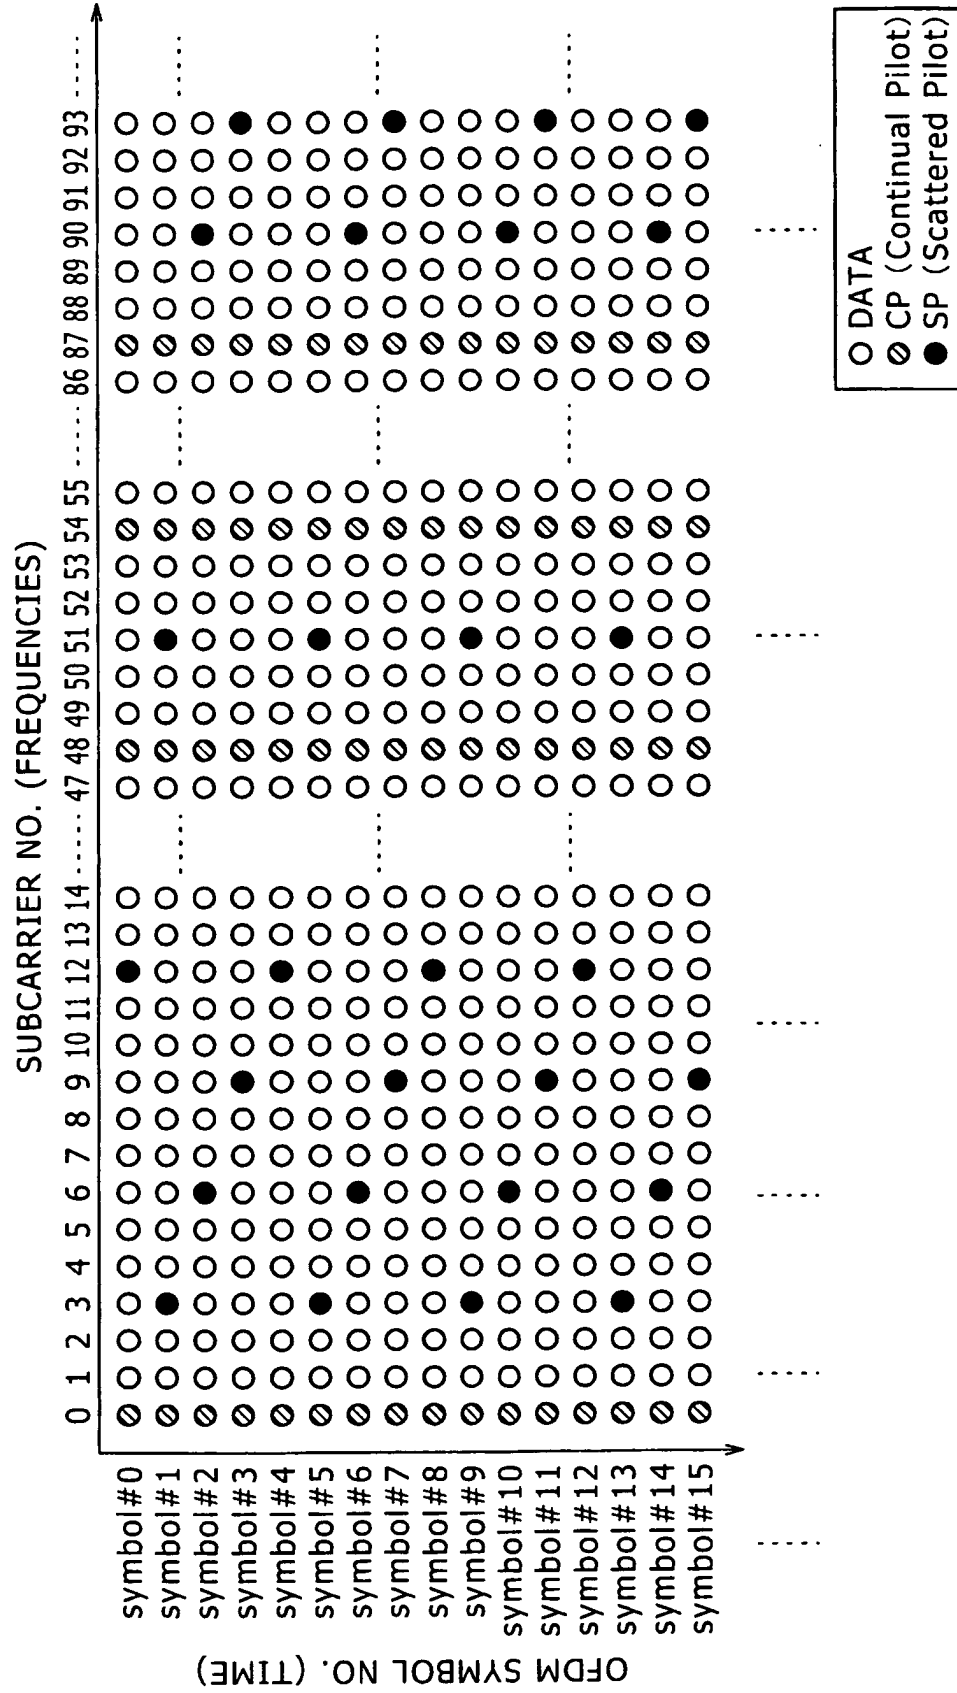 SUBCARRIER NO. (FREQUENCIES)
0 1 2 3 4 5 6 7 8 9 10 11 12 13 14 ····· 47 48 49 50 51 52 53 54 55 ····· 86 87 88 89 90 91 92 93 ·····
OFDM SYMBOL NO. (TIME)
symbol#0
symbol#1
symbol#2
symbol#3
symbol#4
symbol#5
symbol#6
symbol#7
symbol#8
symbol#9
symbol#10
symbol#11
symbol#12
symbol#13
symbol#14
symbol#15
DATA
CP (Continual Pilot)
SP (Scattered Pilot)